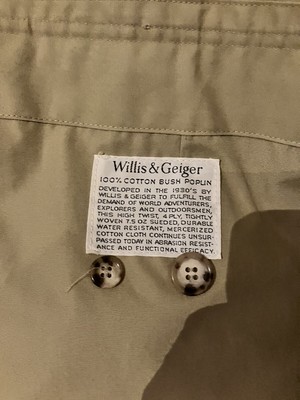 Willis & Geiger
100% COTTON BUSH POPLIN
DEVELOPED IN THE 1930'S BY
WILLIS & GEIGER TO FULFILL THE
DEMAND OF WORLD ADVENTURERS,
EXPLORERS AND OUTDOORSMEN,
THIS HIGH TWIST, 4 PLY, TIGHTLY
WOVEN 7.5 OZ SUEDED, DURABLE
WATER RESISTANT, MERCERIZED
COTTON CLOTH CONTINUES UNSUR-
PASSED TODAY IN ABRASION RESIST-
ANCE AND FUNCTIONAL EFFICACY.